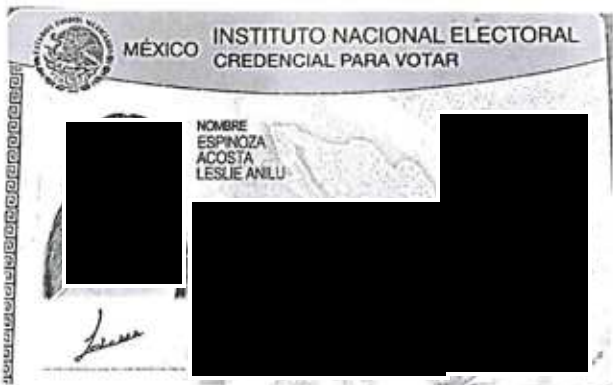 MÉXICO
INSTITUTO NACIONAL ELECTORAL
CREDENCIAL PARA VOTAR
NOMBRE
ESPINOZA
ACOSTA
LESLIE ANILU